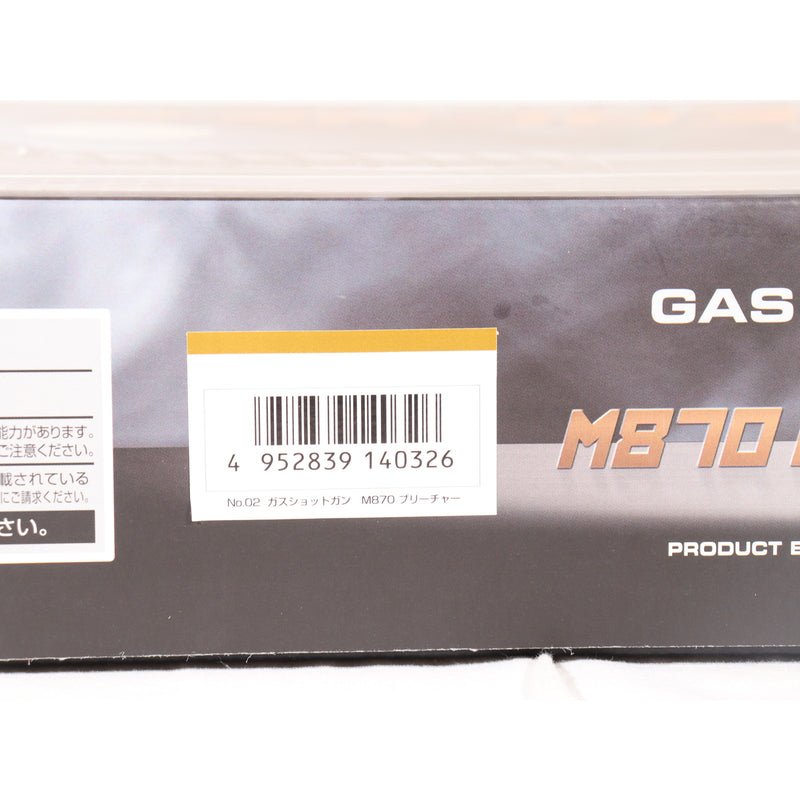 GAS
能力があります。
ご注意ください。
載されている
にご請求ください。
さい。
4 952839 140326
No.02 ガスショットガン M870 ブリーチャー
M870
PRODUCT